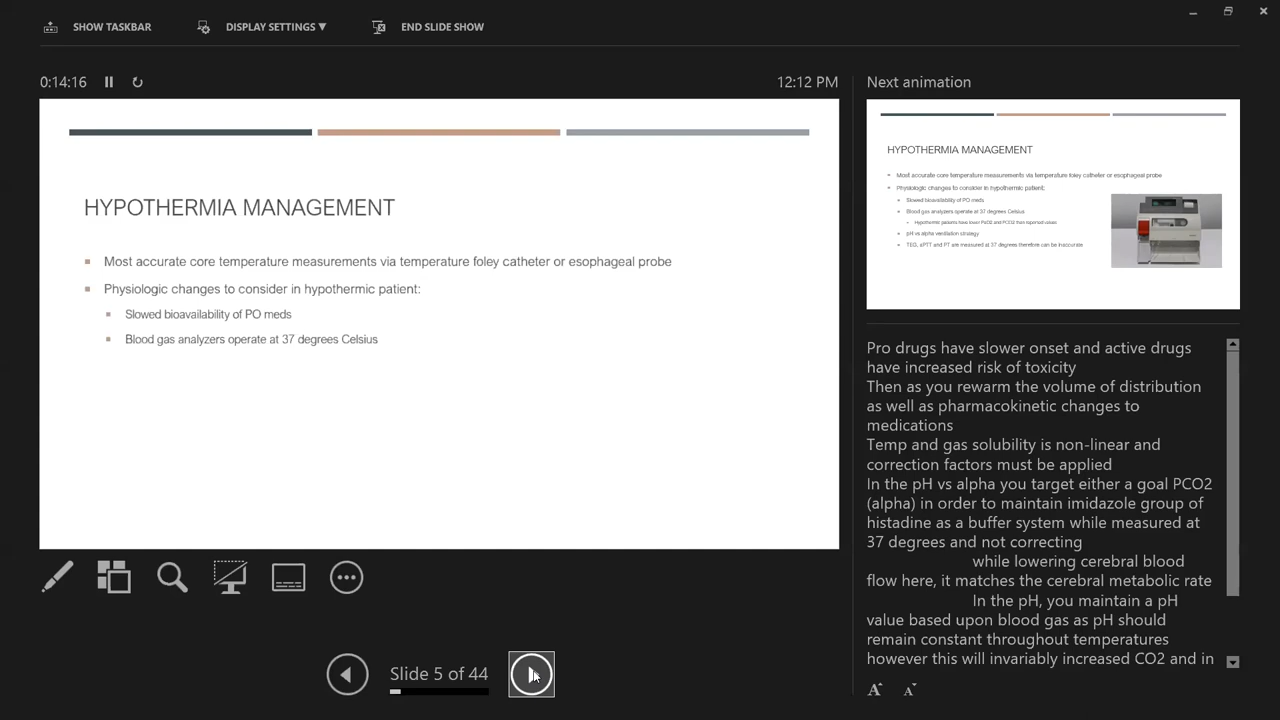 SHOW TASKBAR
DISPLAY SETTINGS ▼
END SLIDE SHOW
0:14:16
12:12 PM
HYPOTHERMIA MANAGEMENT
Most accurate core temperature measurements via temperature foley catheter or esophageal probe
Physiologic changes to consider in hypothermic patient:
Slowed bioavailability of PO meds
Blood gas analyzers operate at 37 degrees Celsius
Slide 5 of 44
Next animation
HYPOTHERMIA MANAGEMENT
Most accurate core temperature measurements via temperature foley catheter or esophageal probe
Physiologic changes to consider in hypothermic patient:
Slowed bioavailability of PO meds
Blood gas analyzers operate at 37 degrees Celsius
Hypothermic patients have lower PaO2 and PCO2 than reported values
pH vs alpha ventilation strategy
TEG, aPTT and PT are measured at 37 degrees therefore can be inaccurate
Pro drugs have slower onset and active drugs
have increased risk of toxicity
Then as you rewarm the volume of distribution
as well as pharmacokinetic changes to
medications
Temp and gas solubility is non-linear and
correction factors must be applied
In the pH vs alpha you target either a goal PCO2
(alpha) in order to maintain imidazole group of
histadine as a buffer system while measured at
37 degrees and not correcting
while lowering cerebral blood
flow here, it matches the cerebral metabolic rate
In the pH, you maintain a pH
value based upon blood gas as pH should
remain constant throughout temperatures
however this will invariably increased CO2 and in
A A